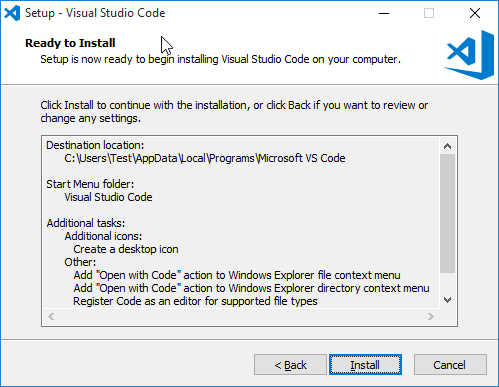 Setup - Visual Studio Code
Ready to Install
Setup is now ready to begin installing Visual Studio Code on your computer.
Click Install to continue with the installation, or click Back if you want to review or
change any settings.
Destination location:
C:\Users\Test\AppData\Local\Programs\Microsoft VS Code
Start Menu folder:
Visual Studio Code
Additional tasks:
Additional icons:
Create a desktop icon
Other:
Add "Open with Code" action to Windows Explorer file context menu
Add "Open with Code" action to Windows Explorer directory context menu
Register Code as an editor for supported file types
< Back
Install
Cancel